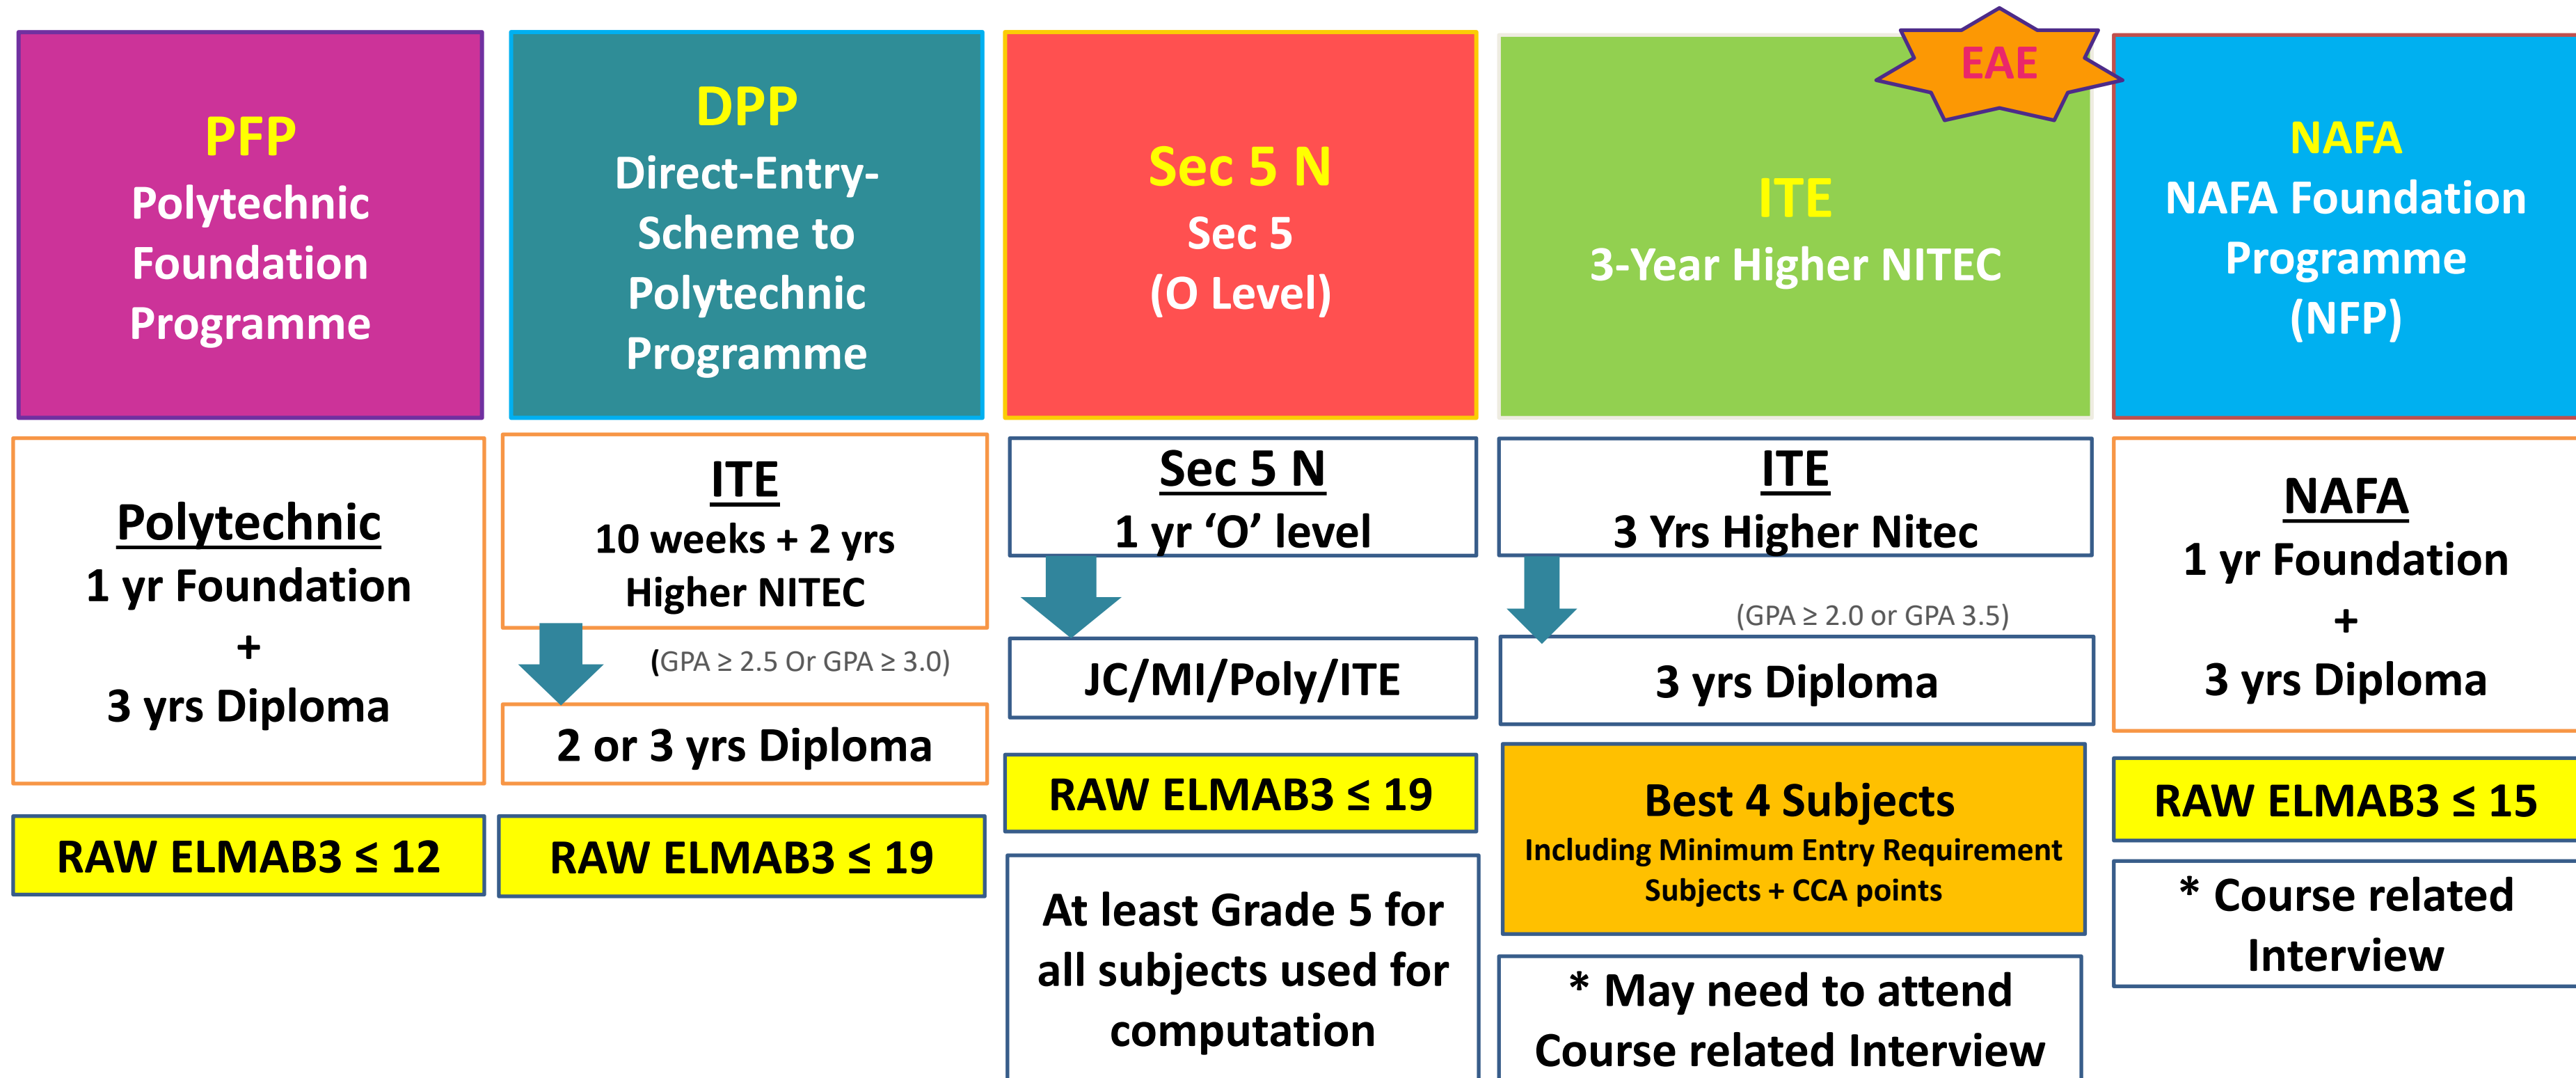 PFP
Polytechnic
Foundation
Programme
DPP
Direct-Entry-
Scheme to
Polytechnic
Programme
Sec 5 N
Sec 5
(O Level)
EAE
ITE
3-Year Higher NITEC
NAFA
NAFA Foundation
Programme
(NFP)
Polytechnic
1 yr Foundation
+
3 yrs Diploma
RAW ELMAB3 ≤ 12
ITE
10 weeks + 2 yrs
Higher NITEC
(GPA ≥ 2.5 Or GPA ≥ 3.0)
2 or 3 yrs Diploma
RAW ELMAB3 ≤ 19
Sec 5 N
1 yr ‘O’ level
JC/MI/Poly/ITE
RAW ELMAB3 ≤ 19
At least Grade 5 for
all subjects used for
computation
ITE
3 Yrs Higher Nitec
(GPA ≥ 2.0 or GPA 3.5)
3 yrs Diploma
Best 4 Subjects
Including Minimum Entry Requirement
Subjects + CCA points
* May need to attend
Course related Interview
NAFA
1 yr Foundation
+
3 yrs Diploma
RAW ELMAB3 ≤ 15
* Course related
Interview